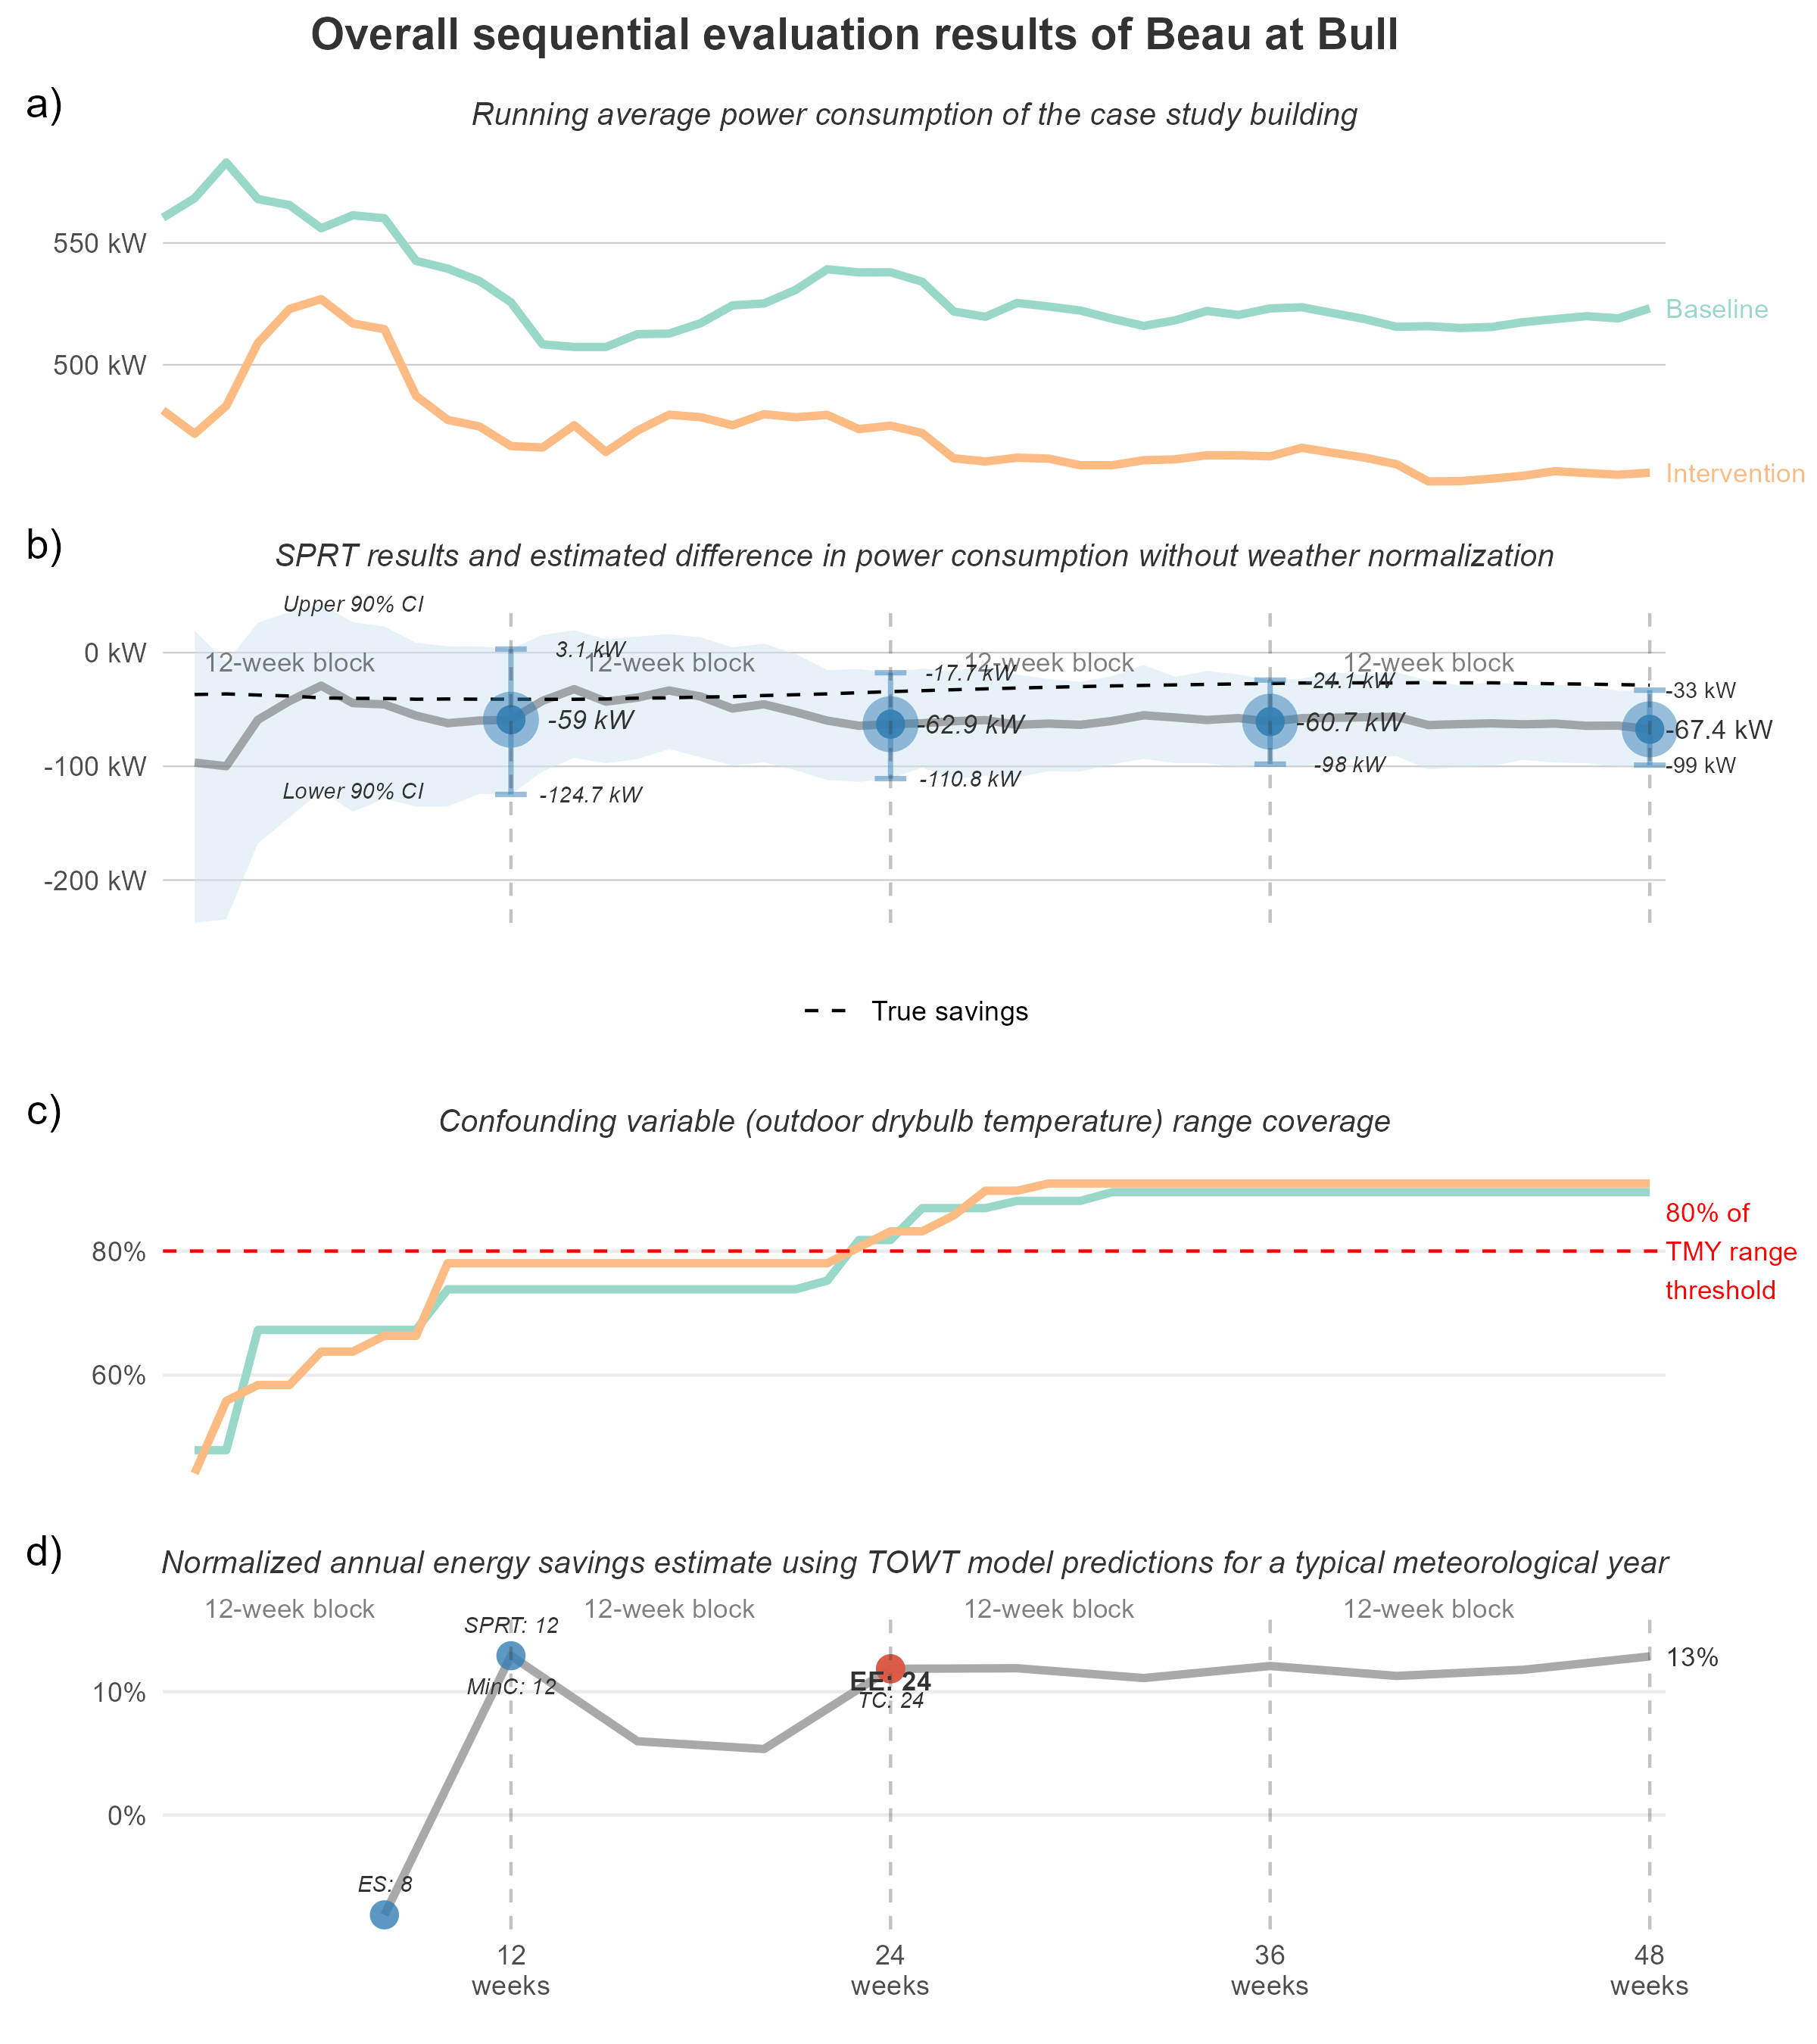 Overall sequential evaluation results of Beau at Bull
a)
Running average power consumption of the case study building
550 kW
500 kW
Baseline
Intervention
b)
SPRT results and estimated difference in power consumption without weather normalization
Upper 90% CI
0 kW
12-week block
3.1 kW
12-week block
-17.7 kW
12-week block
-24.1 kW
12-week block
-33 kW
-59 kW
-62.9 kW
-60.7 kW
-67.4 kW
-100 kW
Lower 90% CI
-124.7 kW
-110.8 kW
-98 kW
-99 kW
-200 kW
True savings
c)
Confounding variable (outdoor drybulb temperature) range coverage
80%
60%
80% of
TMY range
threshold
d)
Normalized annual energy savings estimate using TOWT model predictions for a typical meteorological year
12-week block
12-week block
12-week block
12-week block
SPRT: 12
MinC: 12
EE: 24
TC: 24
13%
10%
0%
ES: 8
12
weeks
24
weeks
36
weeks
48
weeks